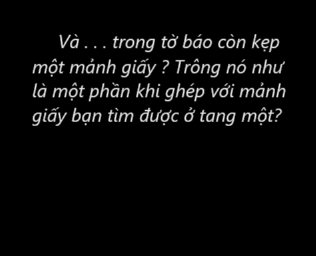 Và . . . trong tờ báo còn kẹp
một mảnh giấy ? Trông nó như
là một phần khi ghép với mảnh
giấy bạn tìm được ở tang một?